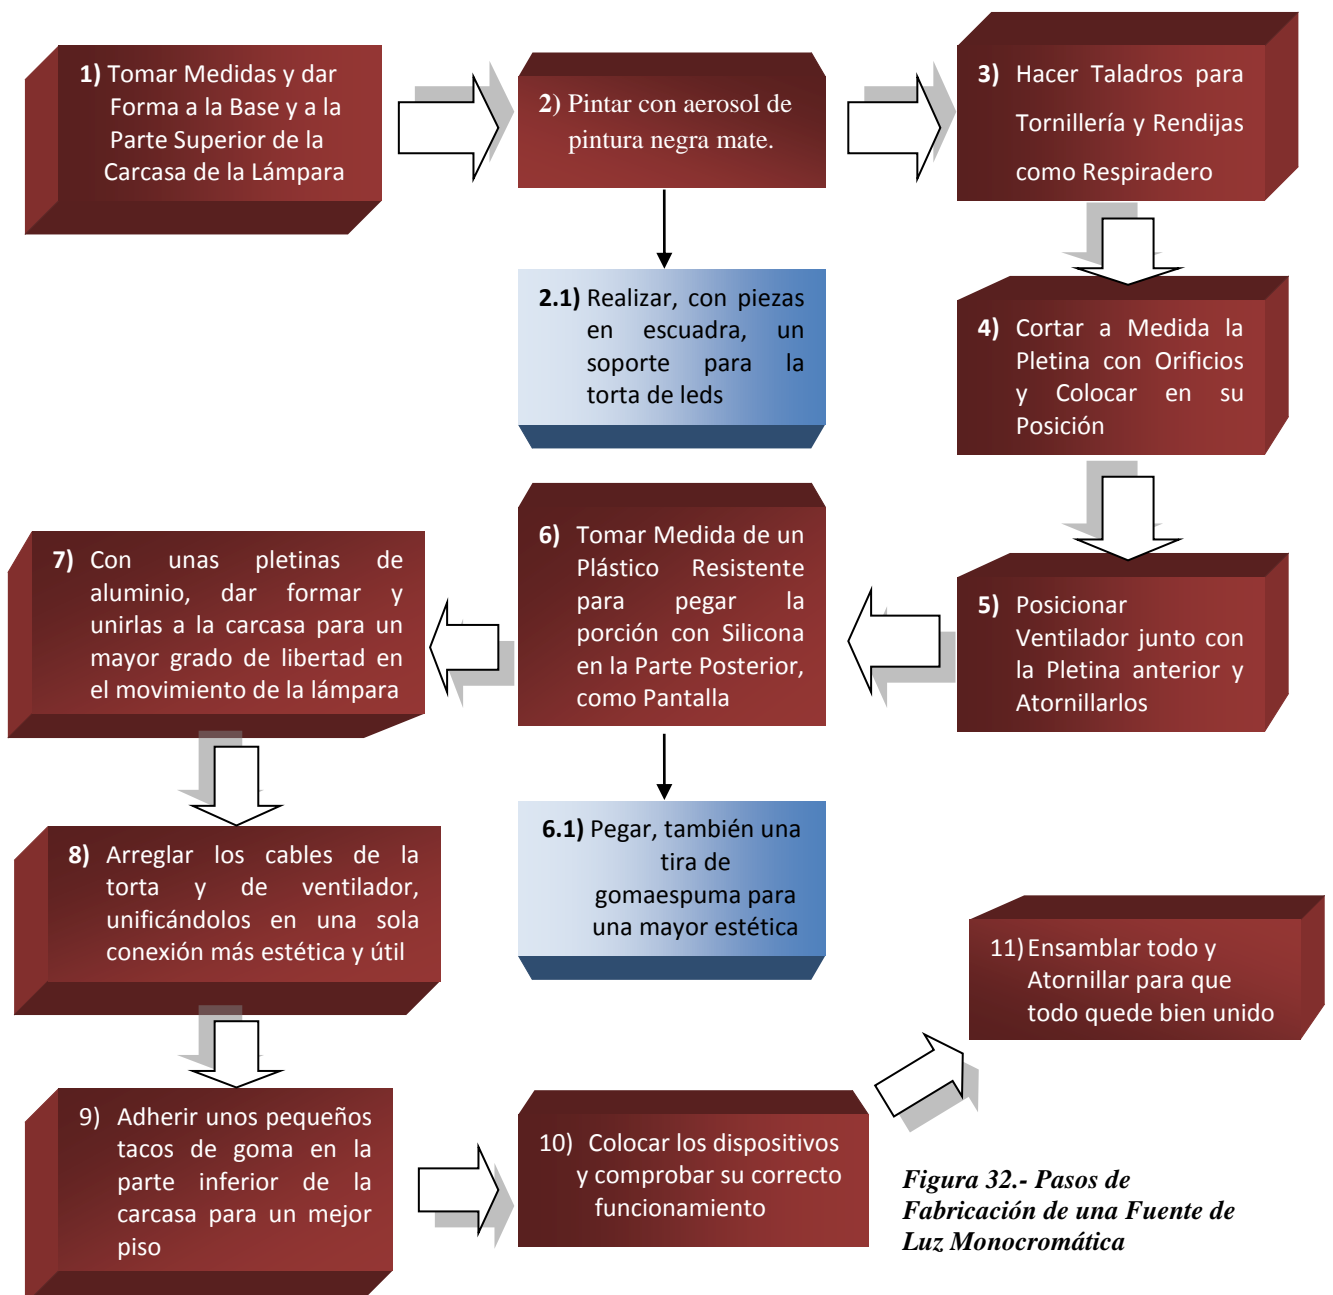 1) Tomar Medidas y dar
Forma a la Base y a la
Parte Superior de la
Carcasa de la Lámpara
2) Pintar con aerosol de
pintura negra mate.
3) Hacer Taladros para
Tornillería y Rendijas
como Respiradero
2.1) Realizar, con piezas
en escuadra, un
soporte para la
torta de leds
4) Cortar a Medida la
Pletina con Orificios
y Colocar en su
Posición
5) Posicionar
Ventilador junto con
la Pletina anterior y
Atornillarlos
6) Tomar Medida de un
Plástico Resistente
para pegar la
porción con Silicona
en la Parte Posterior,
como Pantalla
6.1) Pegar, también una
tira de
gomaespuma para
una mayor estética
7) Con unas pletinas de
aluminio, dar formar y
unirlas a la carcasa para un
mayor grado de libertad en
el movimiento de la lámpara
8) Arreglar los cables de la
torta y de ventilador,
unificándolos en una sola
conexión más estética y útil
9) Adherir unos pequeños
tacos de goma en la
parte inferior de la
carcasa para un mejor
piso
10) Colocar los dispositivos
y comprobar su correcto
funcionamiento
11) Ensamblar todo y
Atornillar para que
todo quede bien unido
Figura 32.- Pasos de
Fabricación de una Fuente de
Luz Monocromática